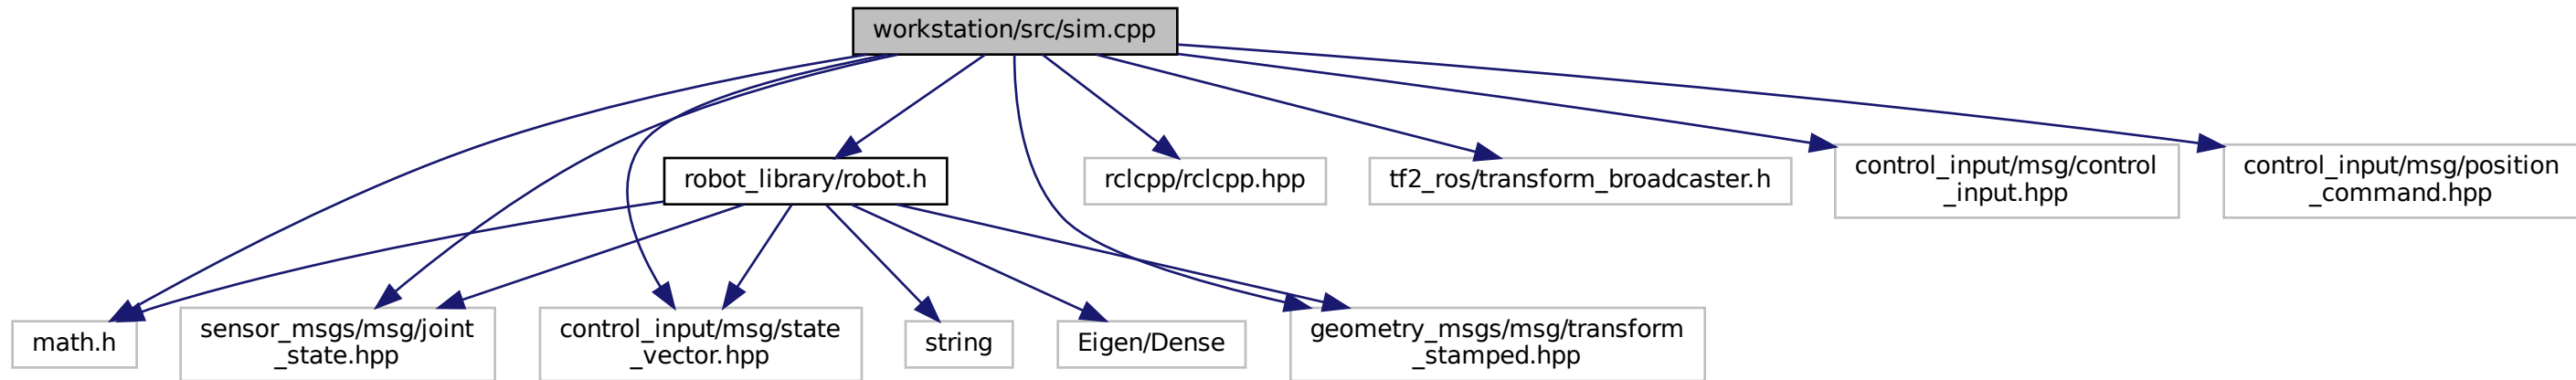 workstation/src/sim.cpp
robot_library/robot.h
rclcpp/rclcpp.hpp
tf2_ros/transform_broadcaster.h
control_input/msg/control
_input.hpp
control_input/msg/position
_command.hpp
math.h
sensor_msgs/msg/joint
_state.hpp
control_input/msg/state
_vector.hpp
string
Eigen/Dense
geometry_msgs/msg/transform
_stamped.hpp